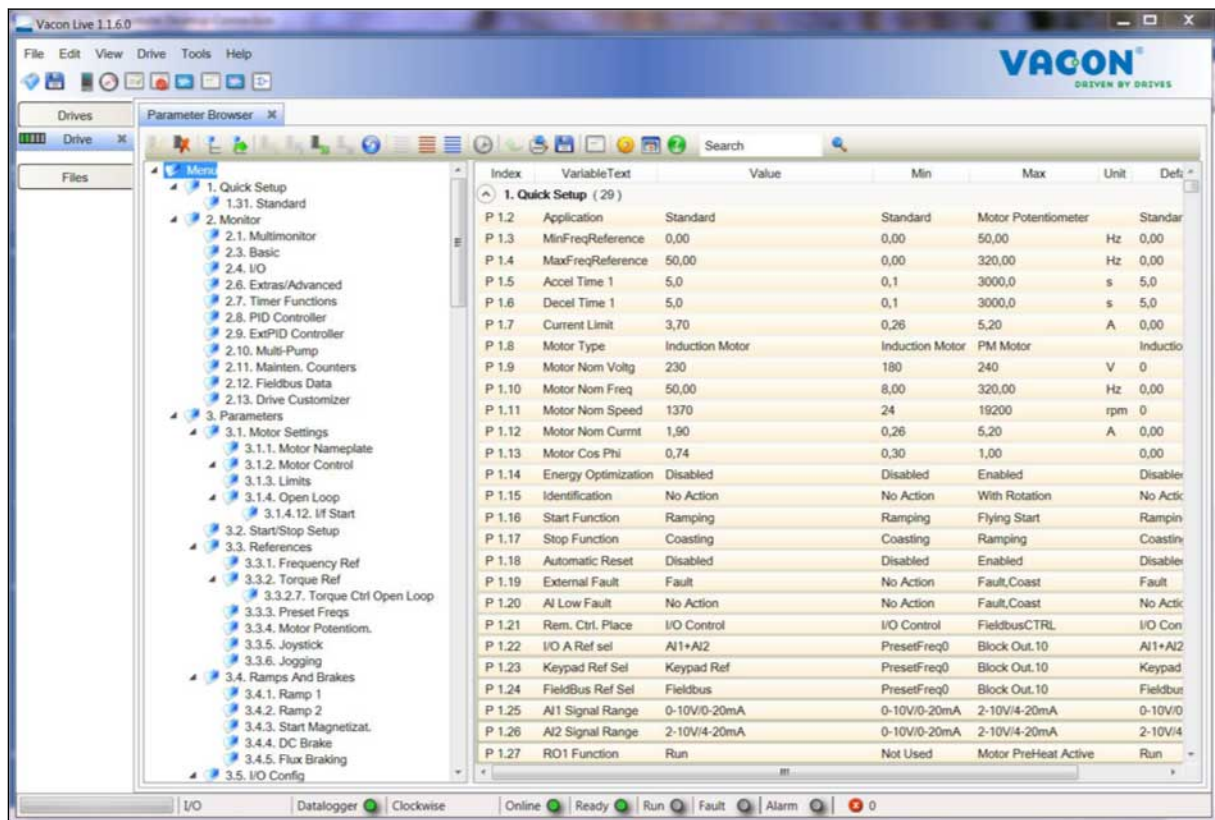 Vacon Live 1.1.6.0
File Edit View Drive Tools Help
VACON®
DRIVEN BY DRIVES
Drives
Drive
Files
Parameter Browser
Search
Menu
1. Quick Setup
1.31. Standard
2. Monitor
2.1. Multimonitor
2.3. Basic
2.4. I/O
2.6. Extras/Advanced
2.7. Timer Functions
2.8. PID Controller
2.9. ExtPID Controller
2.10. Multi-Pump
2.11. Mainten. Counters
2.12. Fieldbus Data
2.13. Drive Customizer
3. Parameters
3.1. Motor Settings
3.1.1. Motor Nameplate
3.1.2. Motor Control
3.1.3. Limits
3.1.4. Open Loop
3.1.4.12. I/f Start
3.2. Start/Stop Setup
3.3. References
3.3.1. Frequency Ref
3.3.2. Torque Ref
3.3.2.7. Torque Ctrl Open Loop
3.3.3. Preset Freqs
3.3.4. Motor Potentiom.
3.3.5. Joystick
3.3.6. Jogging
3.4. Ramps And Brakes
3.4.1. Ramp 1
3.4.2. Ramp 2
3.4.3. Start Magnetizat.
3.4.4. DC Brake
3.4.5. Flux Braking
3.5. I/O Config
Index VariableText Value Min Max Unit Defa
1. Quick Setup (29)
P 1.2 Application Standard Standard Motor Potentiometer Standar
P 1.3 MinFreqReference 0,00 0,00 50,00 Hz 0,00
P 1.4 MaxFreqReference 50,00 0,00 320,00 Hz 0,00
P 1.5 Accel Time 1 5,0 0,1 3000,0 s 5,0
P 1.6 Decel Time 1 5,0 0,1 3000,0 s 5,0
P 1.7 Current Limit 3,70 0,26 5,20 A 0,00
P 1.8 Motor Type Induction Motor Induction Motor PM Motor Inductio
P 1.9 Motor Nom Voltg 230 180 240 V 0
P 1.10 Motor Nom Freq 50,00 8,00 320,00 Hz 0,00
P 1.11 Motor Nom Speed 1370 24 19200 rpm 0
P 1.12 Motor Nom Currnt 1,90 0,26 5,20 A 0,00
P 1.13 Motor Cos Phi 0,74 0,30 1,00 0,00
P 1.14 Energy Optimization Disabled Disabled Enabled Disable
P 1.15 Identification No Action No Action With Rotation No Actic
P 1.16 Start Function Ramping Ramping Flying Start Rampin
P 1.17 Stop Function Coasting Coasting Ramping Coastin
P 1.18 Automatic Reset Disabled Disabled Enabled Disable
P 1.19 External Fault Fault No Action Fault,Coast Fault
P 1.20 AI Low Fault No Action No Action Fault,Coast No Actic
P 1.21 Rem. Ctrl. Place I/O Control I/O Control FieldbusCTRL I/O Con
P 1.22 I/O A Ref sel AI1+AI2 PresetFreq0 Block Out.10 AI1+AI2
P 1.23 Keypad Ref Sel Keypad Ref PresetFreq0 Block Out.10 Keypad
P 1.24 FieldBus Ref Sel Fieldbus PresetFreq0 Block Out.10 Fieldbus
P 1.25 AI1 Signal Range 0-10V/0-20mA 0-10V/0-20mA 2-10V/4-20mA 0-10V/0
P 1.26 AI2 Signal Range 2-10V/4-20mA 0-10V/0-20mA 2-10V/4-20mA 2-10V/4
P 1.27 RO1 Function Run Not Used Motor PreHeat Active Run
I/O Datalogger Clockwise Online Ready Run Fault Alarm 0